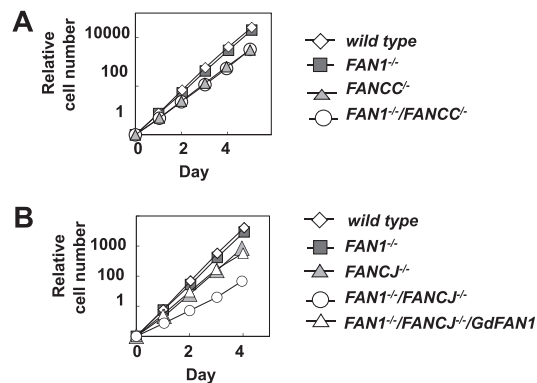 A
Relative
cell number
10000
100
1
0
2
4
Day
wild type
FAN1-/-
FANCC/-
FAN1-/-/FANCC/-
B
Relative
cell number
1000
100
1
0
2
4
Day
wild type
FAN1-/-
FANCJ-/-
FAN1-/-/FANCJ-/-
FAN1-/-/FANCJ-/-/GdFAN1